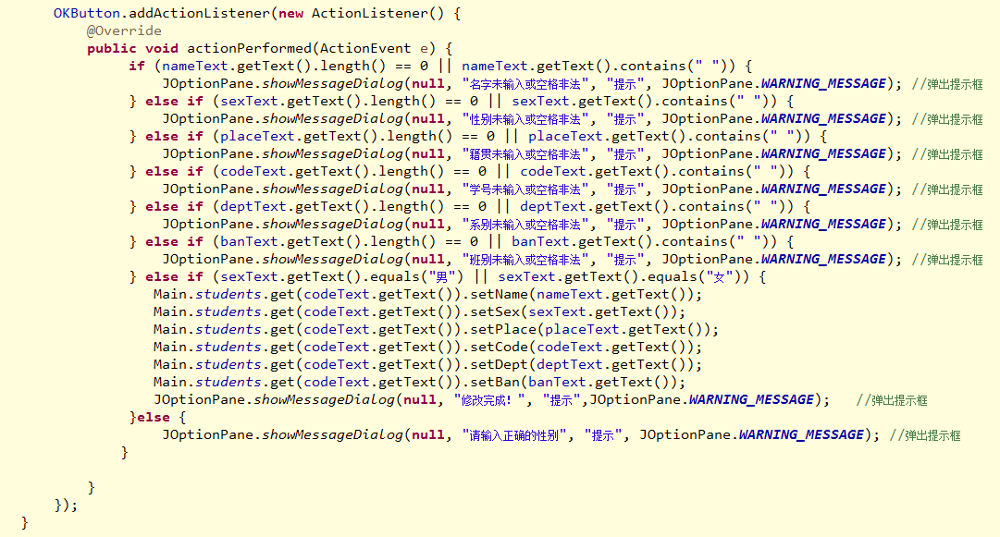 OKButton.addActionListener(new ActionListener() {
@Override
public void actionPerformed(ActionEvent e) {
if (nameText.getText().length() == 0 || nameText.getText().contains(" ")) {
JOptionPane.showMessageDialog(null, "名字未输入或空格非法", "提示", JOptionPane.WARNING_MESSAGE); //弹出提示框
} else if (sexText.getText().length() == 0 || sexText.getText().contains(" ")) {
JOptionPane.showMessageDialog(null, "性别未输入或空格非法", "提示", JOptionPane.WARNING_MESSAGE); //弹出提示框
} else if (placeText.getText().length() == 0 || placeText.getText().contains(" ")) {
JOptionPane.showMessageDialog(null, "籍贯未输入或空格非法", "提示", JOptionPane.WARNING_MESSAGE); //弹出提示框
} else if (codeText.getText().length() == 0 || codeText.getText().contains(" ")) {
JOptionPane.showMessageDialog(null, "学号未输入或空格非法", "提示", JOptionPane.WARNING_MESSAGE); //弹出提示框
} else if (deptText.getText().length() == 0 || deptText.getText().contains(" ")) {
JOptionPane.showMessageDialog(null, "系别未输入或空格非法", "提示", JOptionPane.WARNING_MESSAGE); //弹出提示框
} else if (banText.getText().length() == 0 || banText.getText().contains(" ")) {
JOptionPane.showMessageDialog(null, "班别未输入或空格非法", "提示", JOptionPane.WARNING_MESSAGE); //弹出提示框
} else if (sexText.getText().equals("男") || sexText.getText().equals("女")) {
Main.students.get(codeText.getText()).setName(nameText.getText());
Main.students.get(codeText.getText()).setSex(sexText.getText());
Main.students.get(codeText.getText()).setPlace(placeText.getText());
Main.students.get(codeText.getText()).setCode(codeText.getText());
Main.students.get(codeText.getText()).setDept(deptText.getText());
Main.students.get(codeText.getText()).setBan(banText.getText());
JOptionPane.showMessageDialog(null, "修改完成！", "提示",JOptionPane.WARNING_MESSAGE); //弹出提示框
}else {
JOptionPane.showMessageDialog(null, "请输入正确的性别", "提示", JOptionPane.WARNING_MESSAGE); //弹出提示框
}
}
});
}